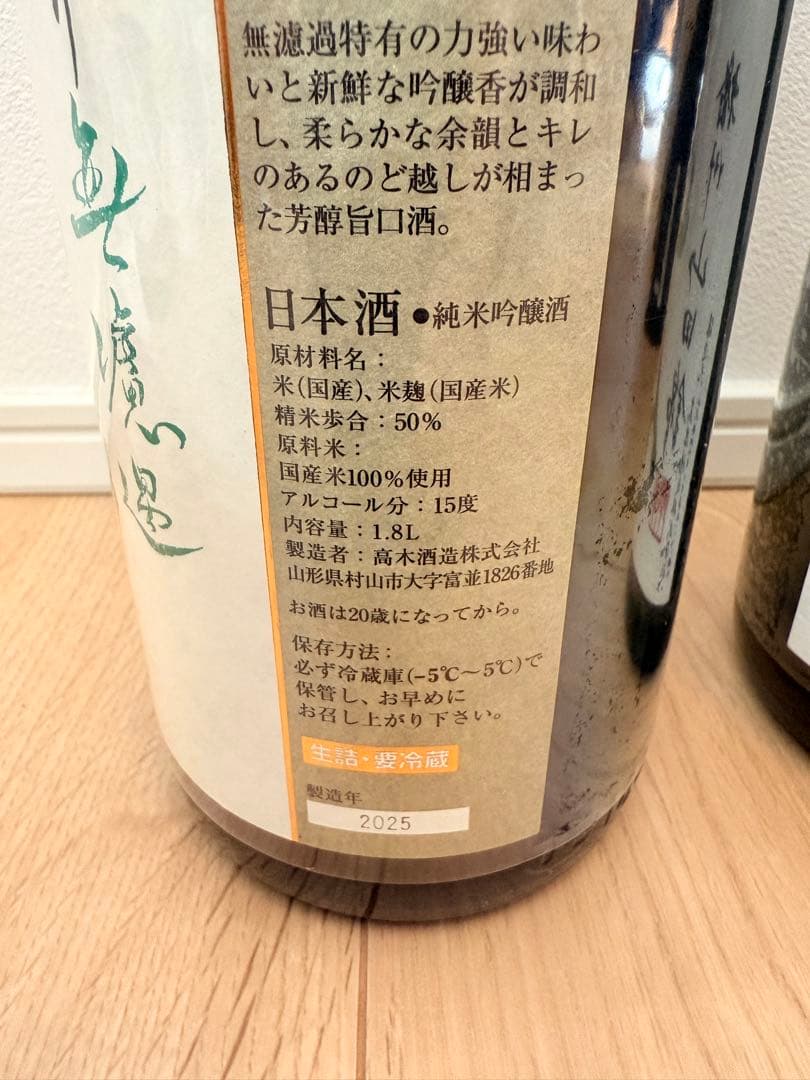 無濾過
無濾過特有の力強い味わ
いと新鮮な吟醸香が調和
し、柔らかな余韻とキレ
のあるのど越しが相まっ
た芳醇旨口酒。
日本酒●純米吟醸酒
原材料名：
米(国産)、米麹(国産米)
精米歩合：50%
原料米：
国産米100%使用
アルコール分：15度
内容量：1.8L
製造者：高木酒造株式会社
山形県村山市大字富並1826番地
お酒は20歳になってから。
保存方法：
必ず冷蔵庫(-5℃〜5℃)で
保管し、お早めに
お召し上がり下さい。
生詰・要冷蔵
製造年
2025